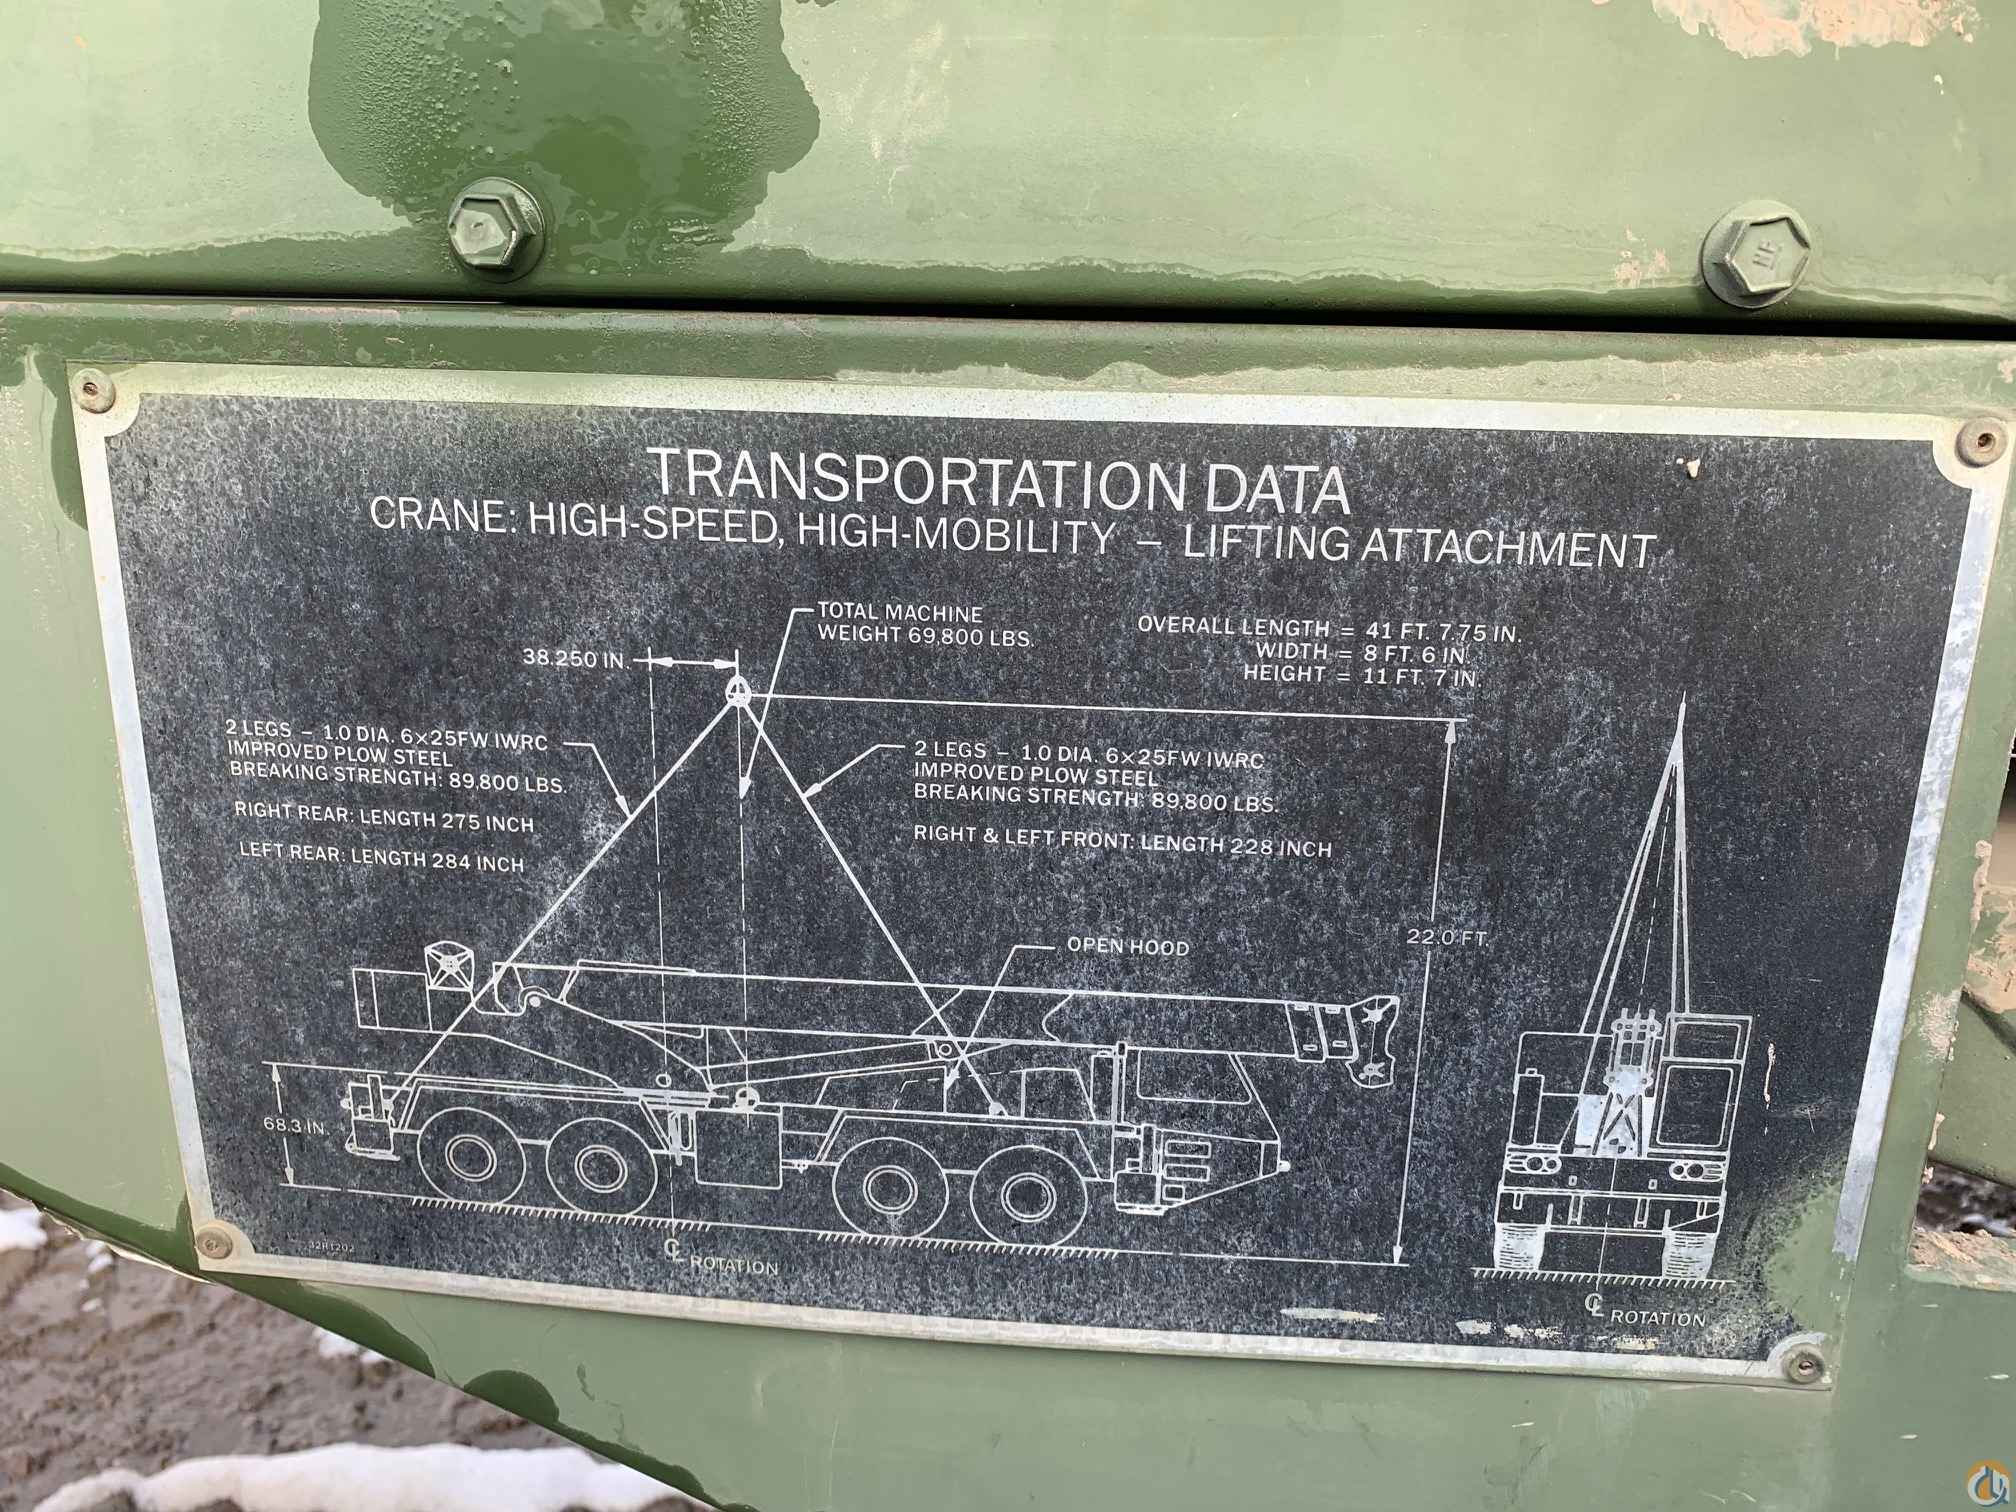 NE
TRANSPORTATION DATA
CRANE: HIGH-SPEED, HIGH-MOBILITY – LIFTING ATTACHMENT
TOTAL MACHINE
WEIGHT 69,800 LBS.
OVERALL LENGTH = 41 FT. 7.75 IN.
WIDTH = 8 FT. 6 IN.
HEIGHT = 11 FT. 7 IN.
38.250 IN.
2 LEGS – 1.0 DIA. 6×25FW IWRC
IMPROVED PLOW STEEL
BREAKING STRENGTH: 89,800 LBS.
RIGHT REAR: LENGTH 275 INCH
LEFT REAR: LENGTH 284 INCH
2 LEGS – 1.0 DIA. 6×25FW IWRC
IMPROVED PLOW STEEL
BREAKING STRENGTH: 89,800 LBS.
RIGHT & LEFT FRONT: LENGTH 228 INCH
22.0 FT.
OPEN HOOD
68.3 IN.
CL ROTATION
CL ROTATION
32H1202